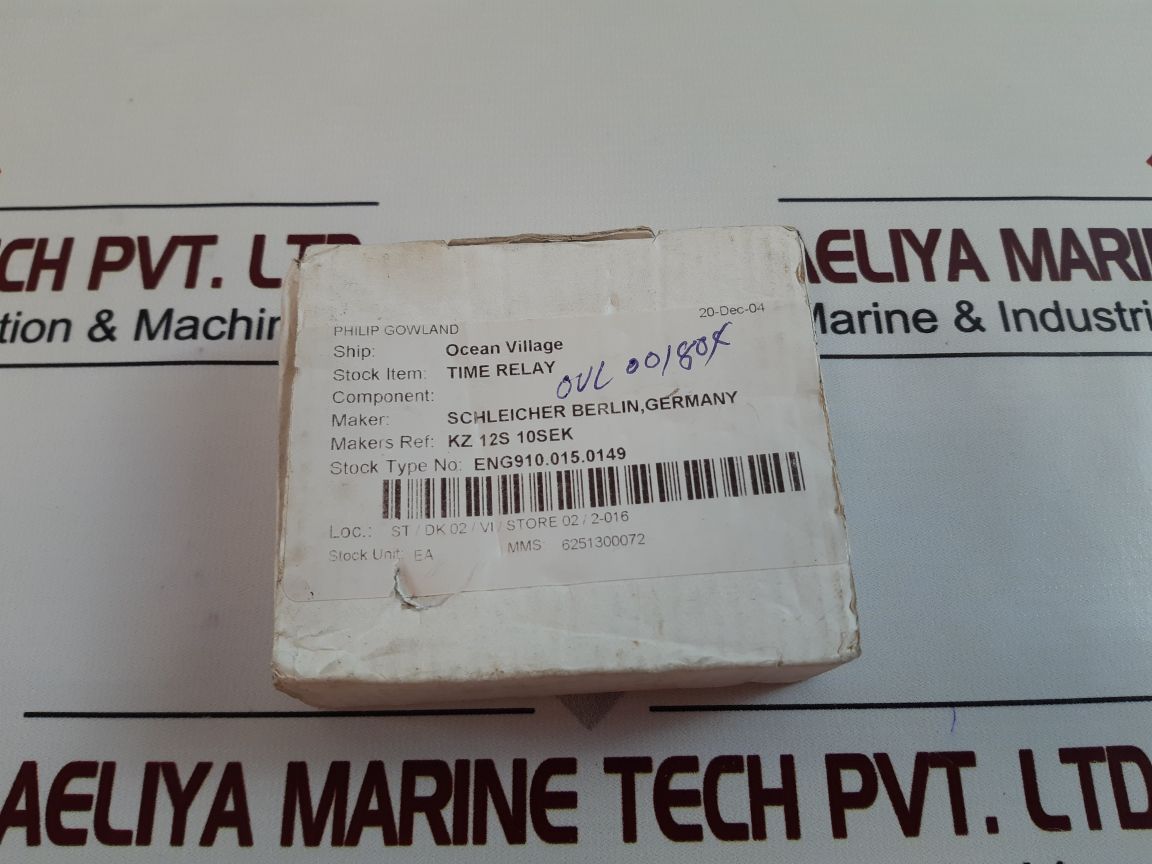 TECH PVT. LTD
AELIYA MARI
tion & Machin
Marine & Industri
PHILIP GOWLAND
20-Dec-04
Ship: Ocean Village
Stock Item: TIME RELAY
OVL 00180X
Component:
Maker: SCHLEICHER BERLIN,GERMANY
Makers Ref: KZ 12S 10SEK
Stock Type No: ENG910.015.0149
Loc.: ST / DK 02 / VI / STORE 02 / 2-016
Stock Unit: EA MMS: 6251300072
AELIYA MARINE TECH PVT. LTD